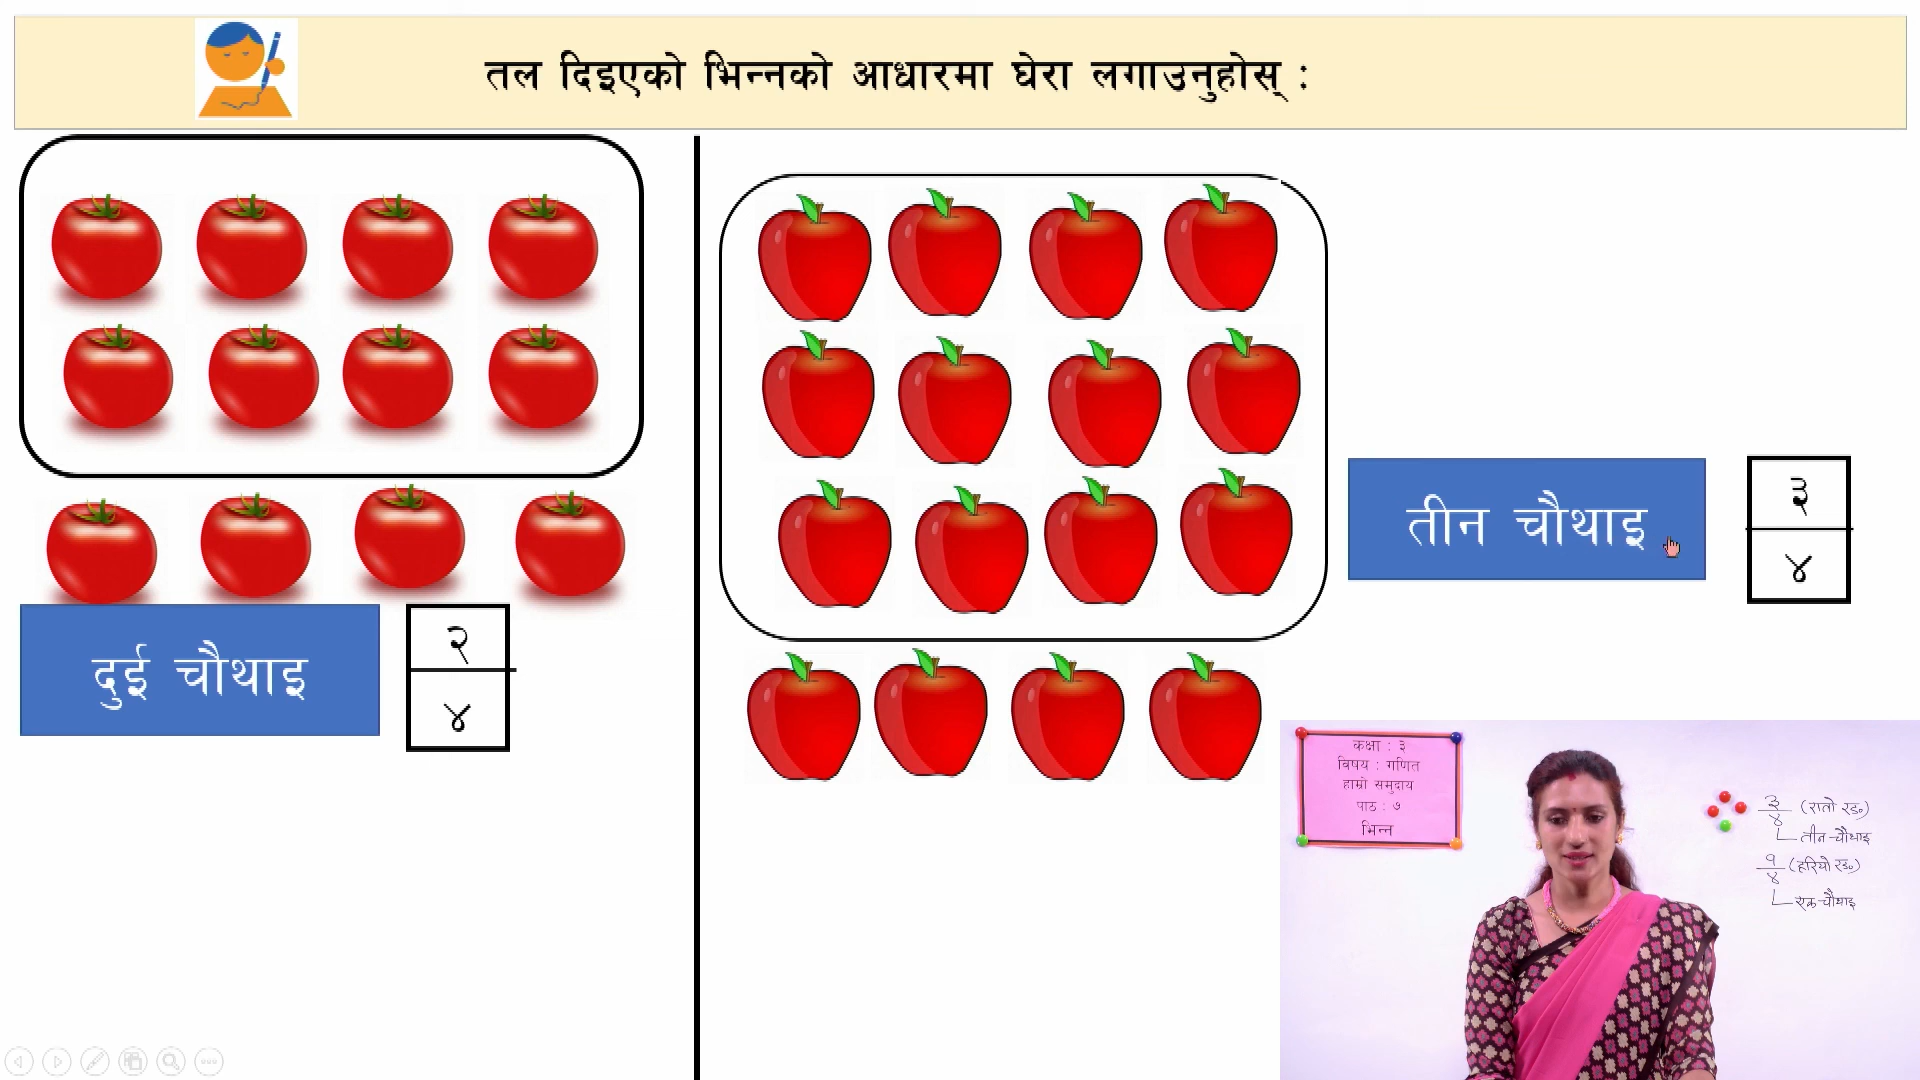 तल दिइएको भिन्नको आधारमा घेरा लगाउनुहोस् :
दुई चौथाइ
२
४
तीन चौथाइ
३
४
कक्षा : ३
विषय : गणित
हाम्रो समुदाय
पाठ : ७
भिन्न
३
४
(रातो रङ)
तीन-चौथाइ
१
४
(हरियो रङ)
एक-चौथाइ